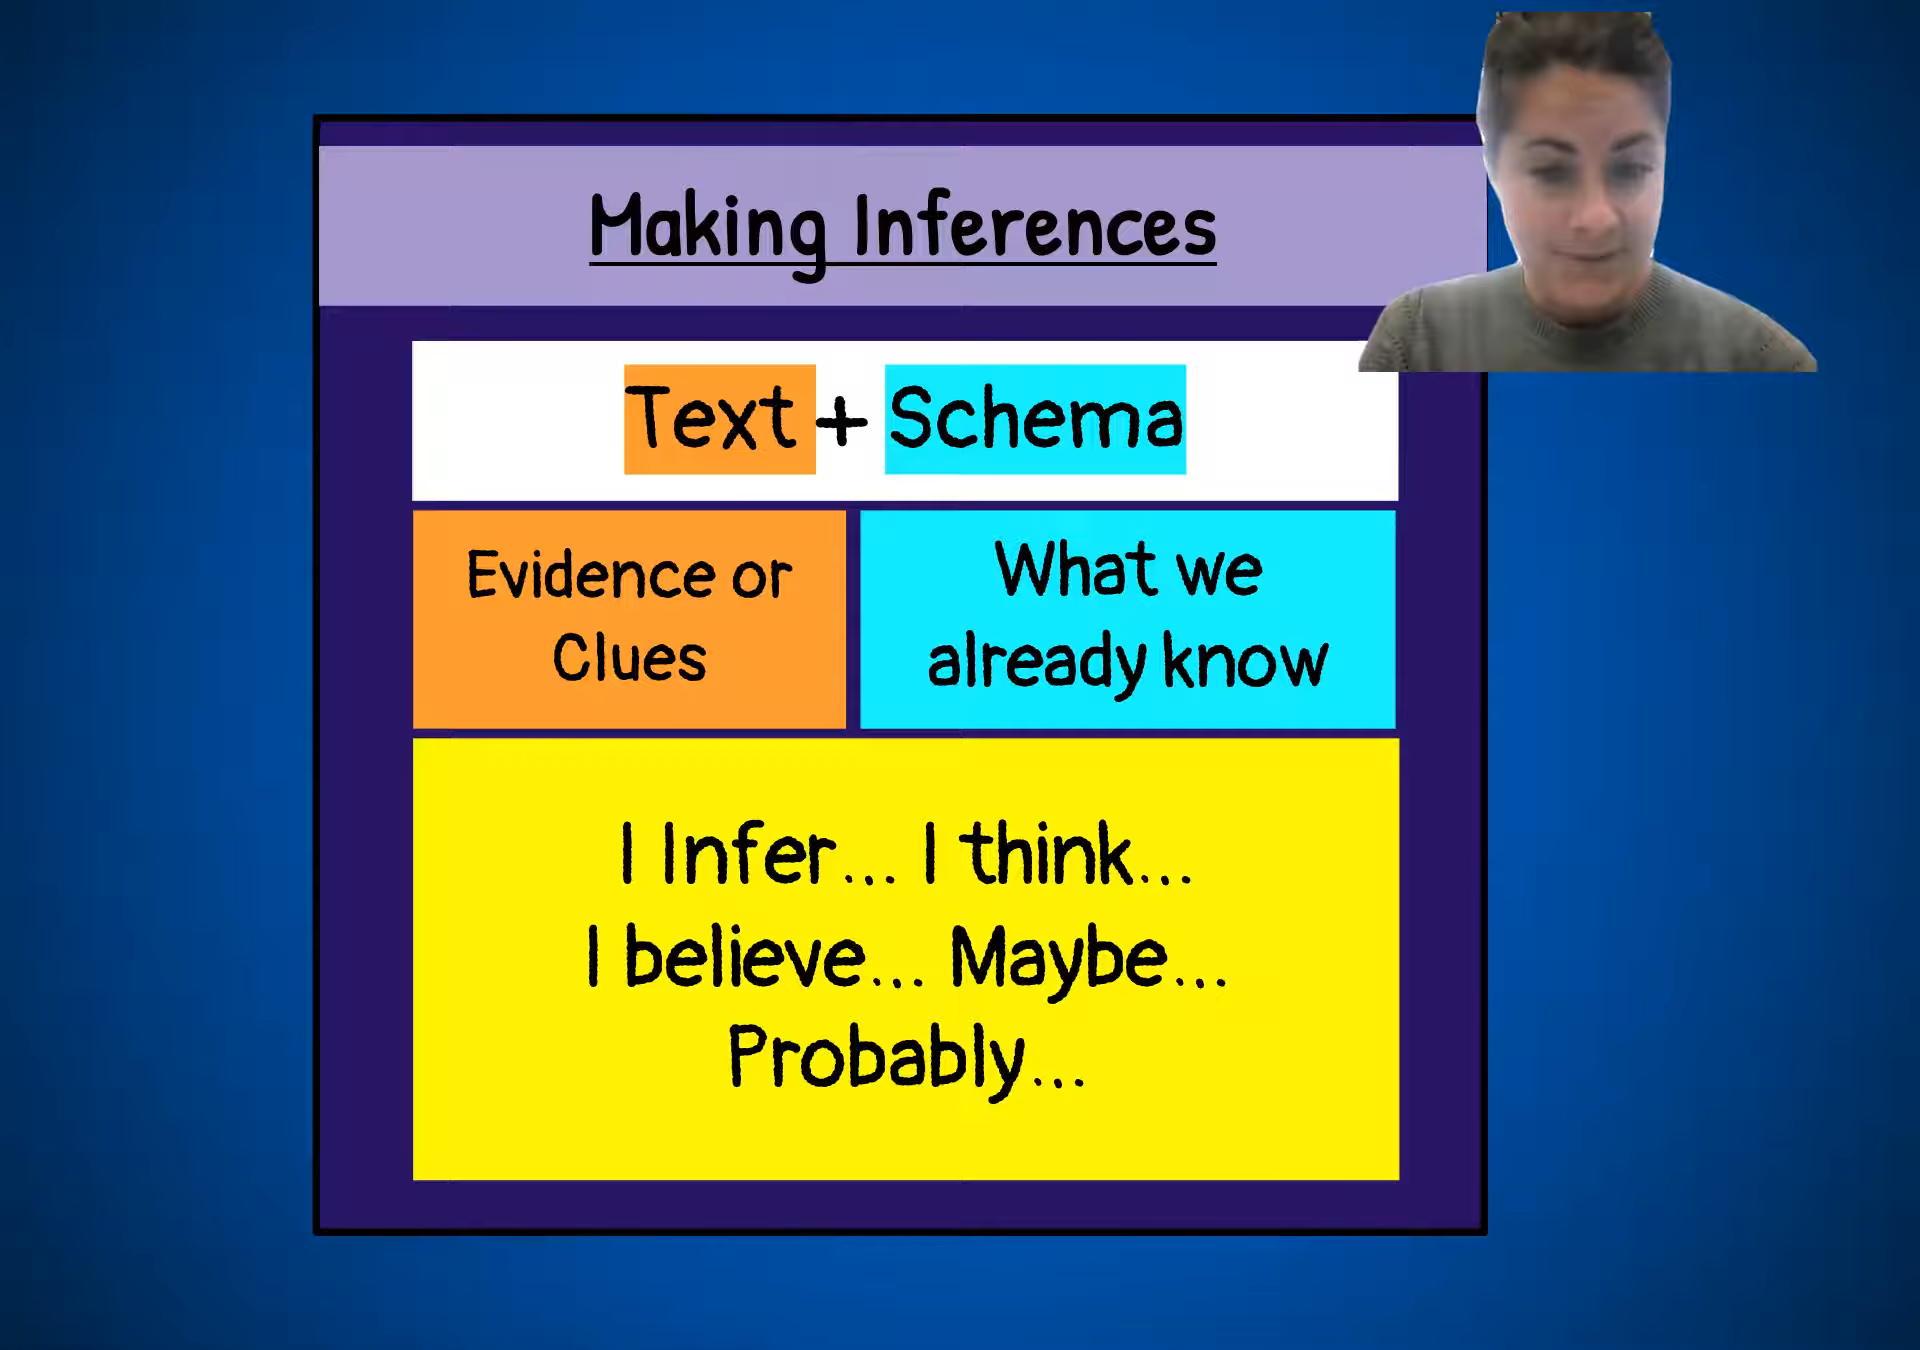 Making Inferences
Text + Schema
Evidence or
Clues
What we
already know
I Infer... I think...
I believe... Maybe...
Probably...